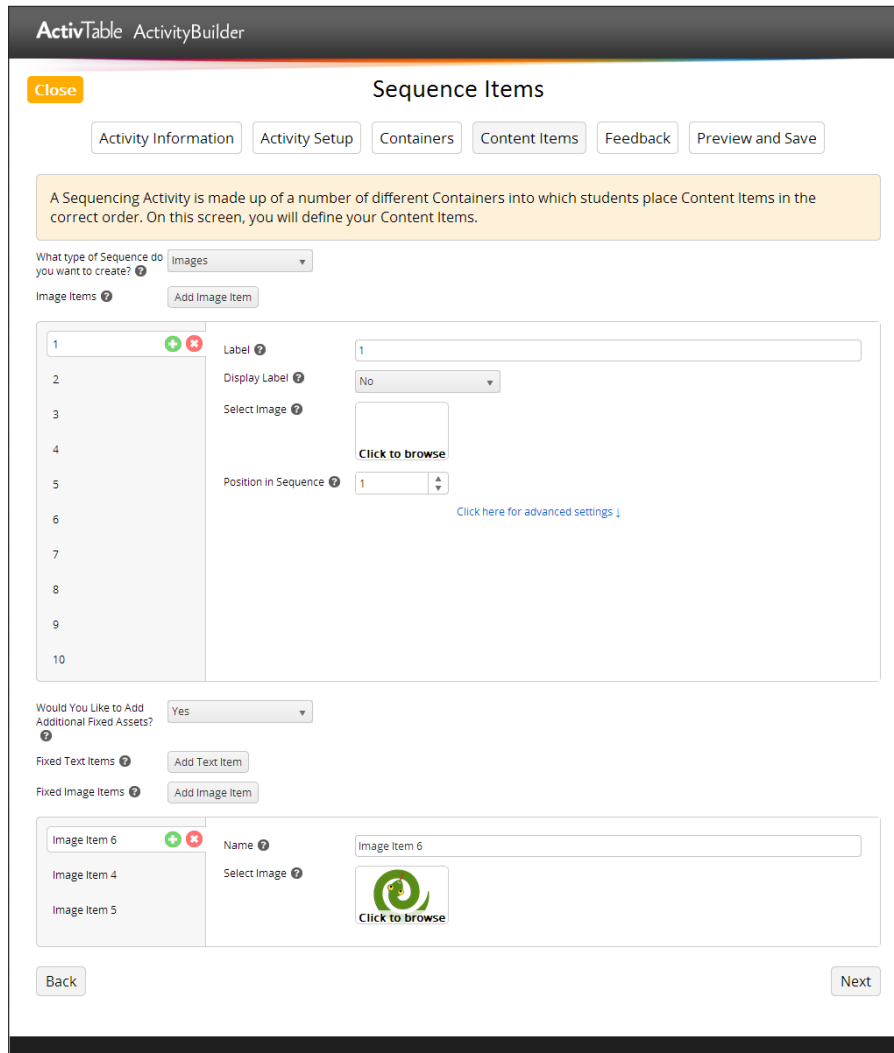 ActivTable ActivityBuilder
Close
Sequence Items
Activity Information Activity Setup Containers Content Items Feedback Preview and Save
A Sequencing Activity is made up of a number of different Containers into which students place Content Items in the
correct order. On this screen, you will define your Content Items.
What type of Sequence do
you want to create? ?
Images
Image Items ? Add Image Item
1
2
3
4
5
6
7
8
9
10
Label ? 1
Display Label ? No
Select Image ?
Click to browse
Position in Sequence ? 1
Click here for advanced settings ↓
Would You Like to Add
Additional Fixed Assets?
?
Yes
Fixed Text Items ? Add Text Item
Fixed Image Items ? Add Image Item
Image Item 6
Image Item 4
Image Item 5
Name ? Image Item 6
Select Image ?
Click to browse
Back
Next